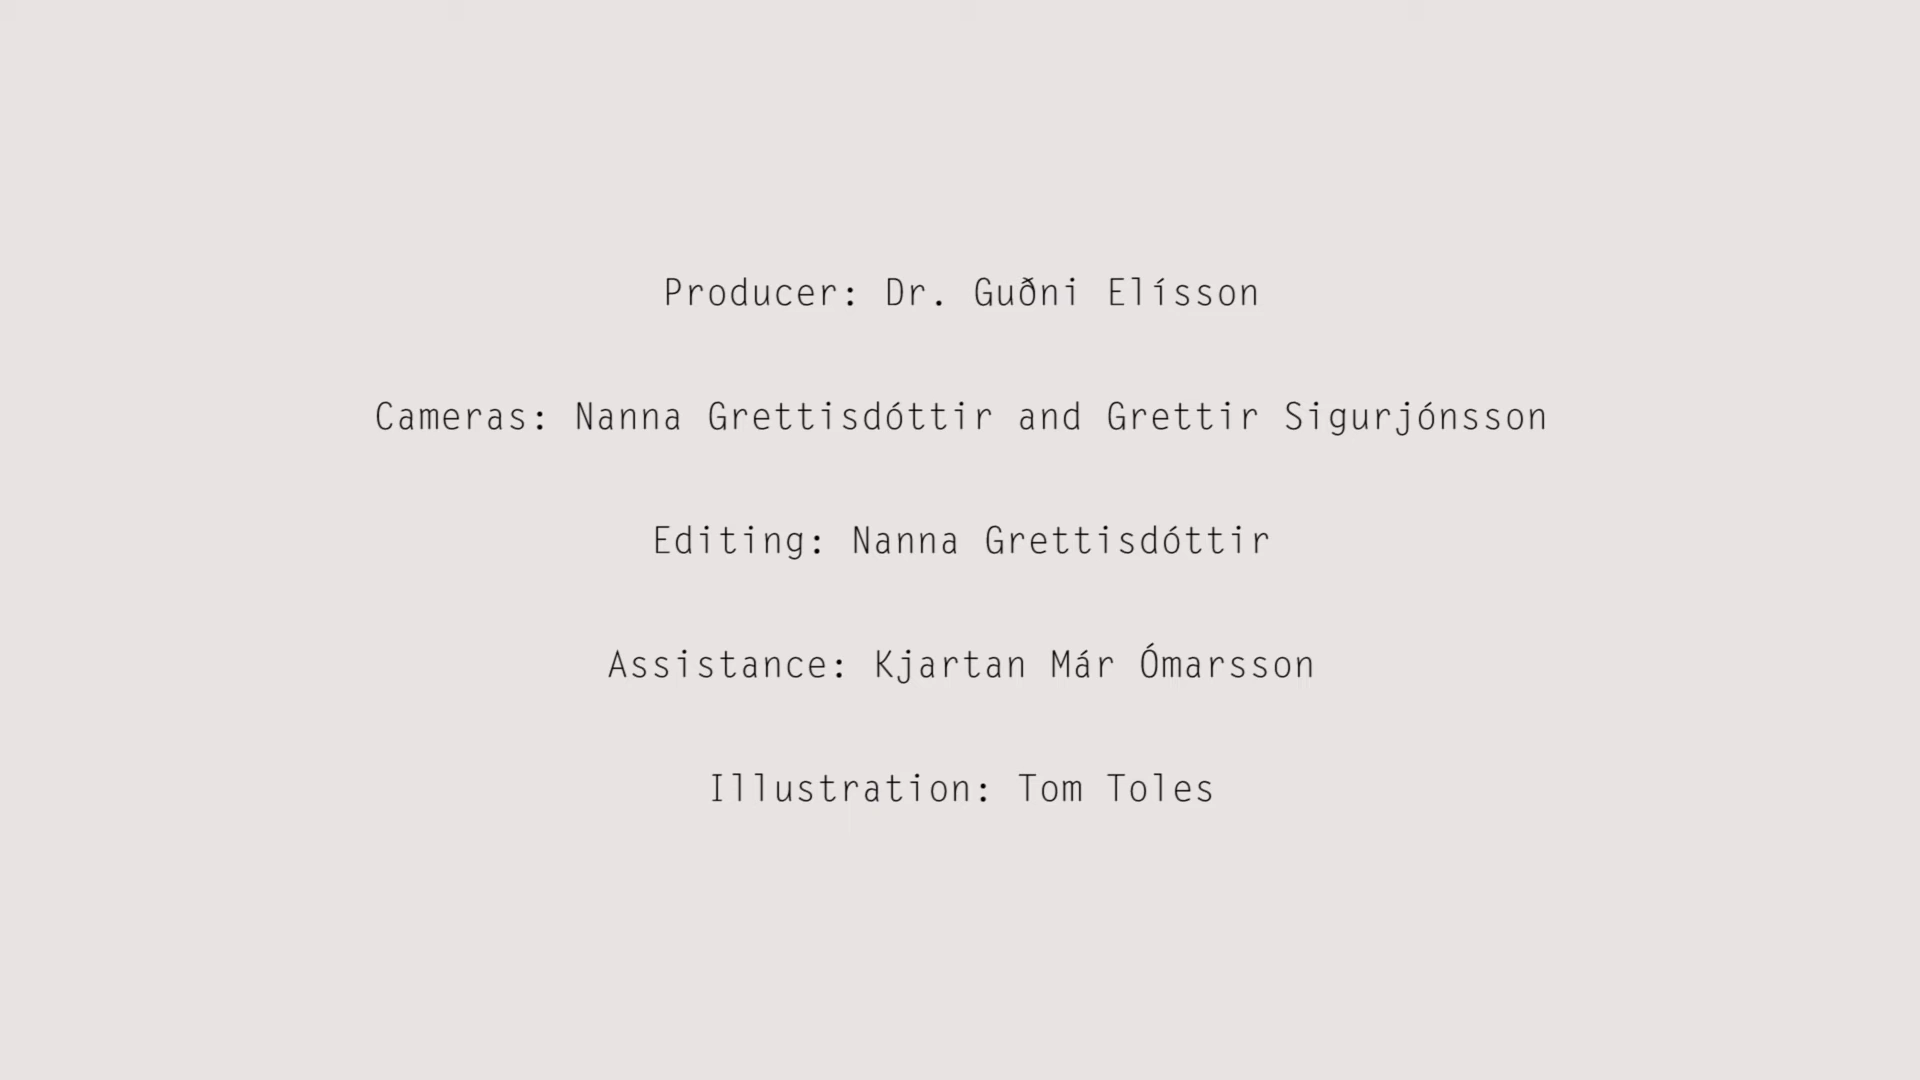 Producer: Dr. Guðni Elísson
Cameras: Nanna Grettisdóttir and Grettir Sigurjónsson
Editing: Nanna Grettisdóttir
Assistance: Kjartan Már Ómarsson
Illustration: Tom Toles